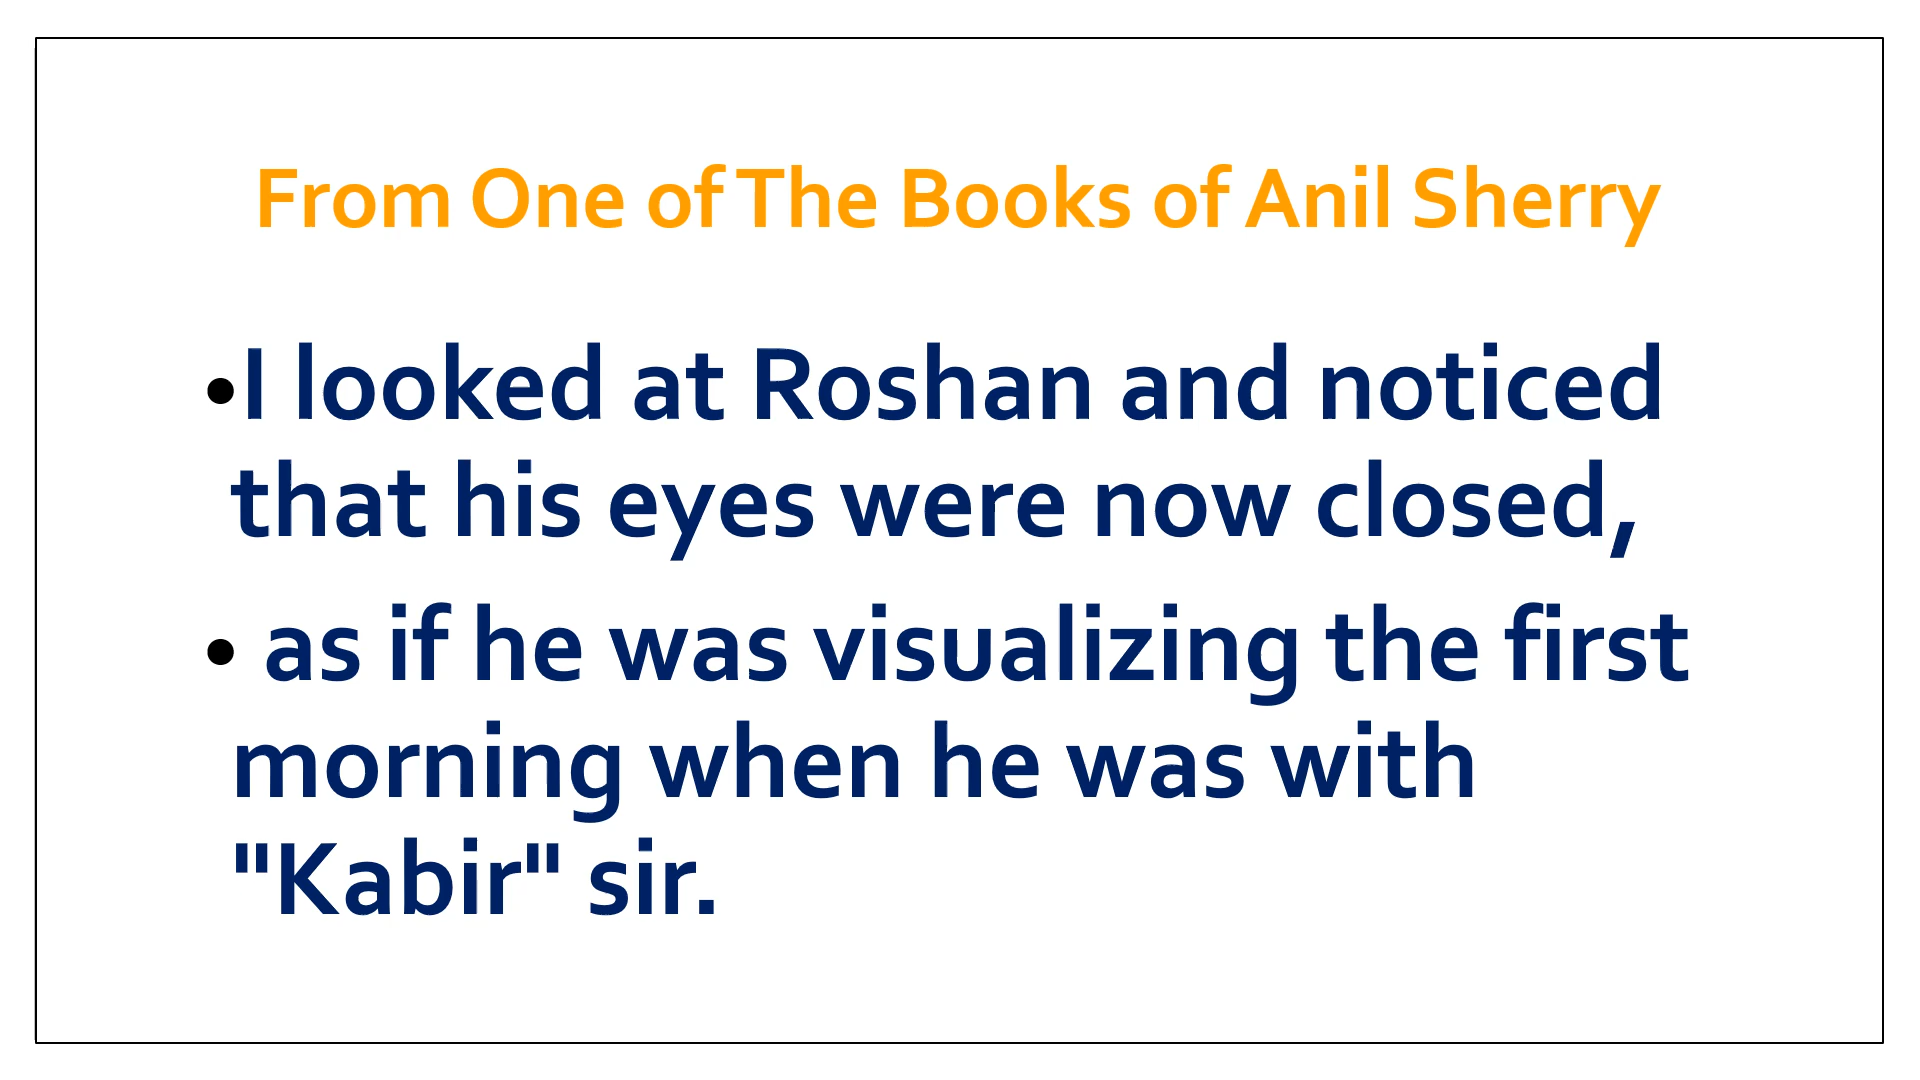 From One of The Books of Anil Sherry
•I looked at Roshan and noticed
that his eyes were now closed,
• as if he was visualizing the first
morning when he was with
"Kabir" sir.